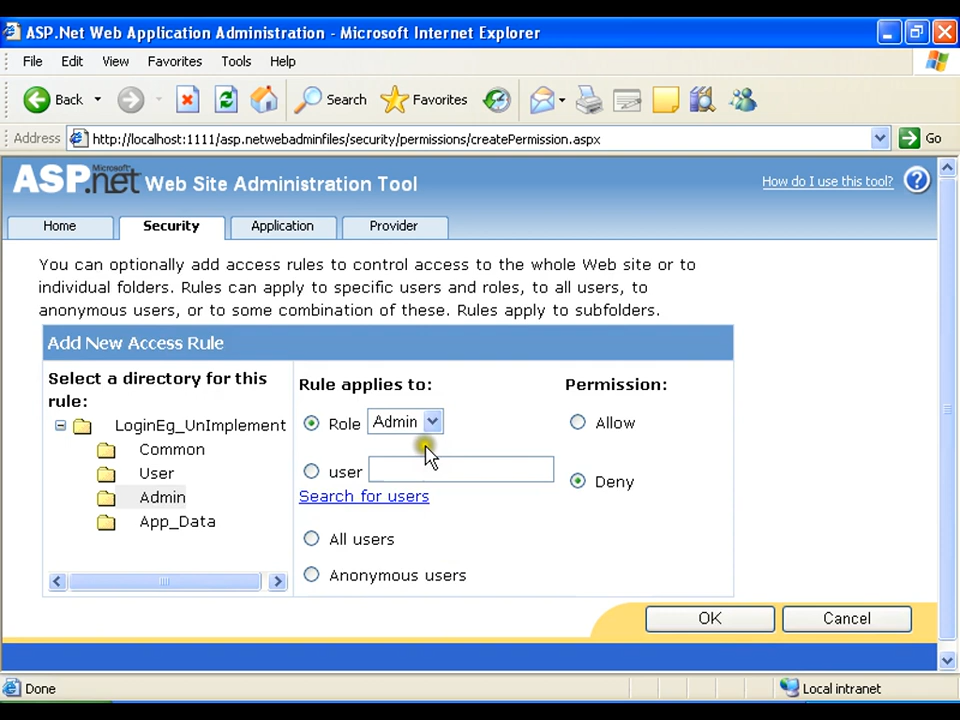 ASP.Net Web Application Administration - Microsoft Internet Explorer
File Edit View Favorites Tools Help
Back Search Favorites
Address http://localhost:1111/asp.netwebadminfiles/security/permissions/createPermission.aspx Go
Microsoft
ASP.net Web Site Administration Tool How do I use this tool? ?
Home Security Application Provider
You can optionally add access rules to control access to the whole Web site or to
individual folders. Rules can apply to specific users and roles, to all users, to
anonymous users, or to some combination of these. Rules apply to subfolders.
Add New Access Rule
Select a directory for this
rule:
LoginEg_UnImplement
Common
User
Admin
App_Data
Rule applies to:
Role Admin
user
Search for users
All users
Anonymous users
Permission:
Allow
Deny
OK Cancel
Done Local intranet